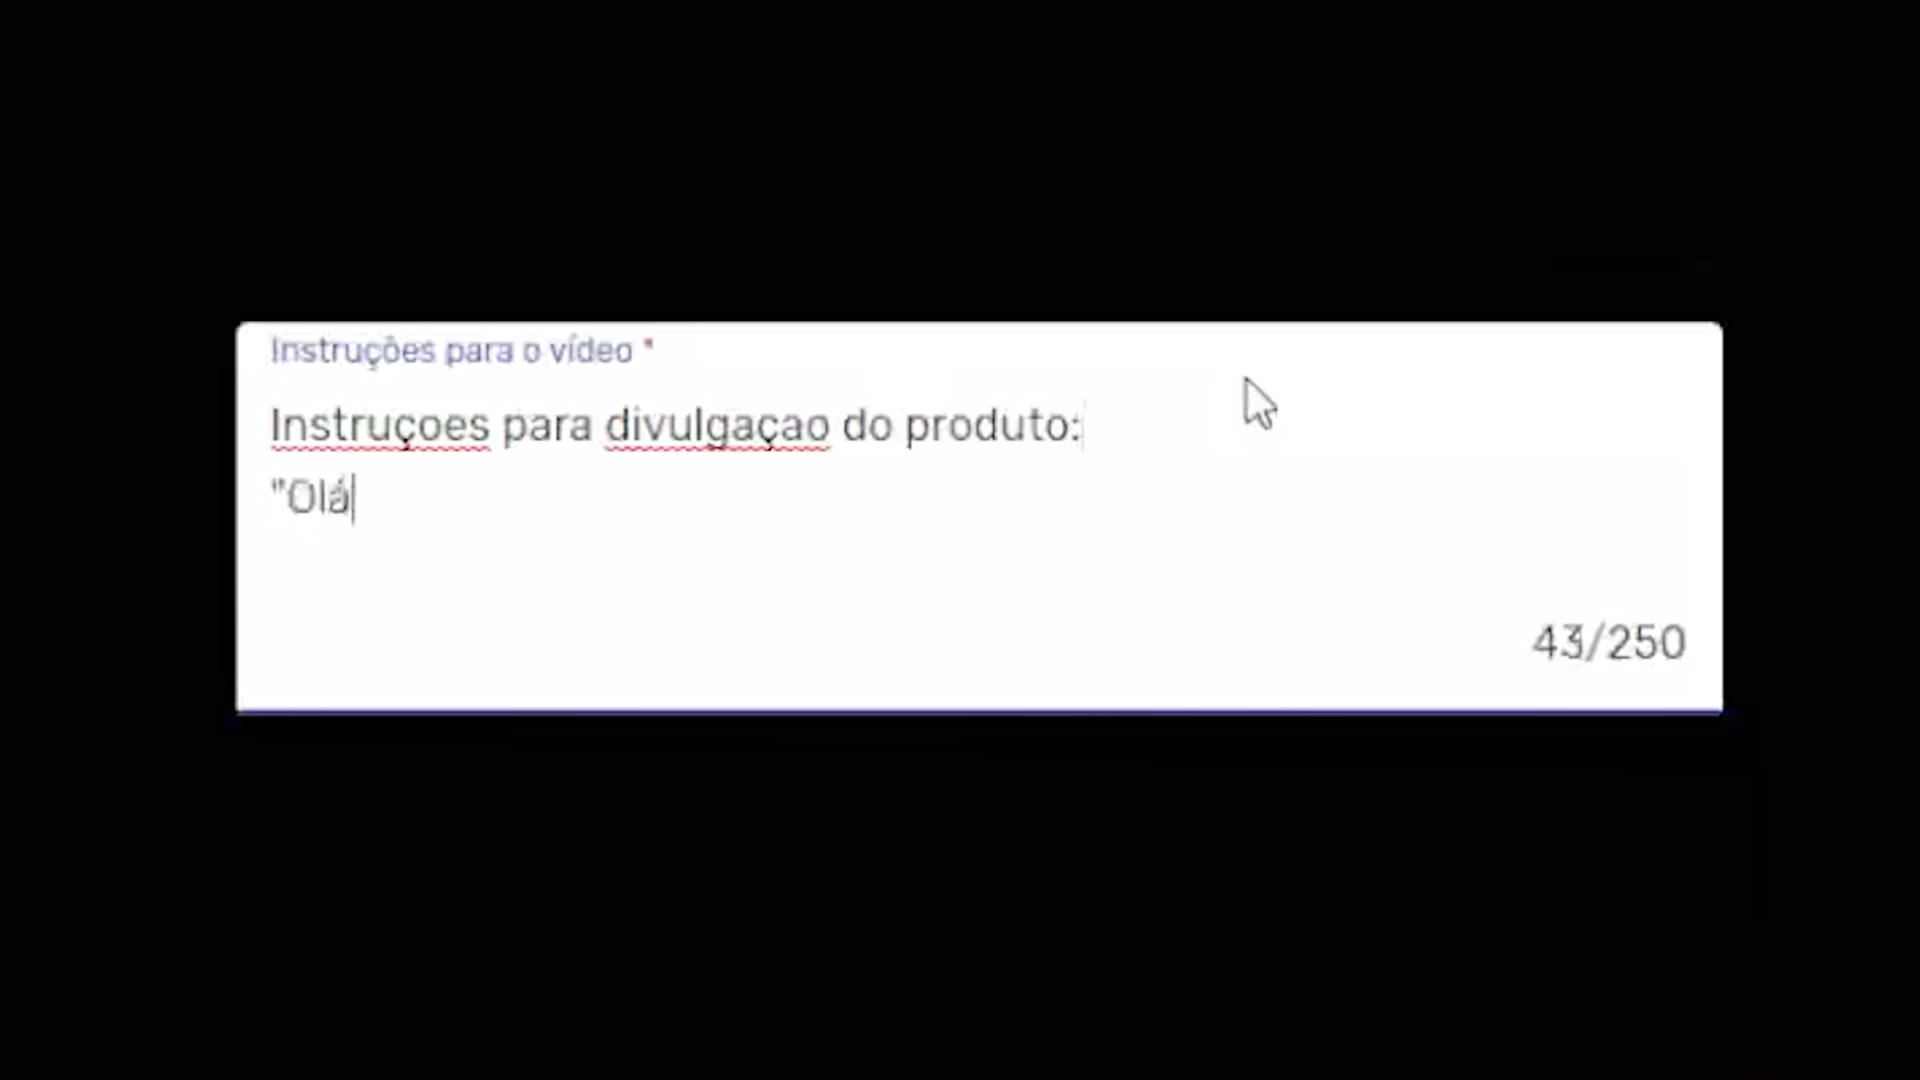 Instruções para o vídeo *
Instruçoes para divulgaçao do produto:
"Olá
43/250